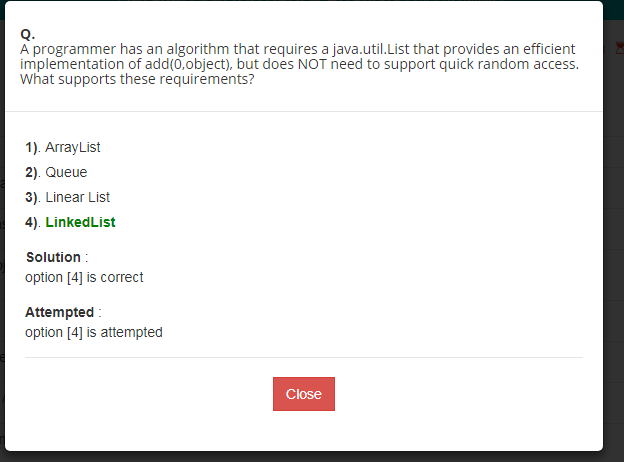 Q.
A programmer has an algorithm that requires a java.util.List that provides an efficient
implementation of add(0,object), but does NOT need to support quick random access.
What supports these requirements?
1). ArrayList
2). Queue
3). Linear List
4). LinkedList
Solution :
option [4] is correct
Attempted :
option [4] is attempted
Close